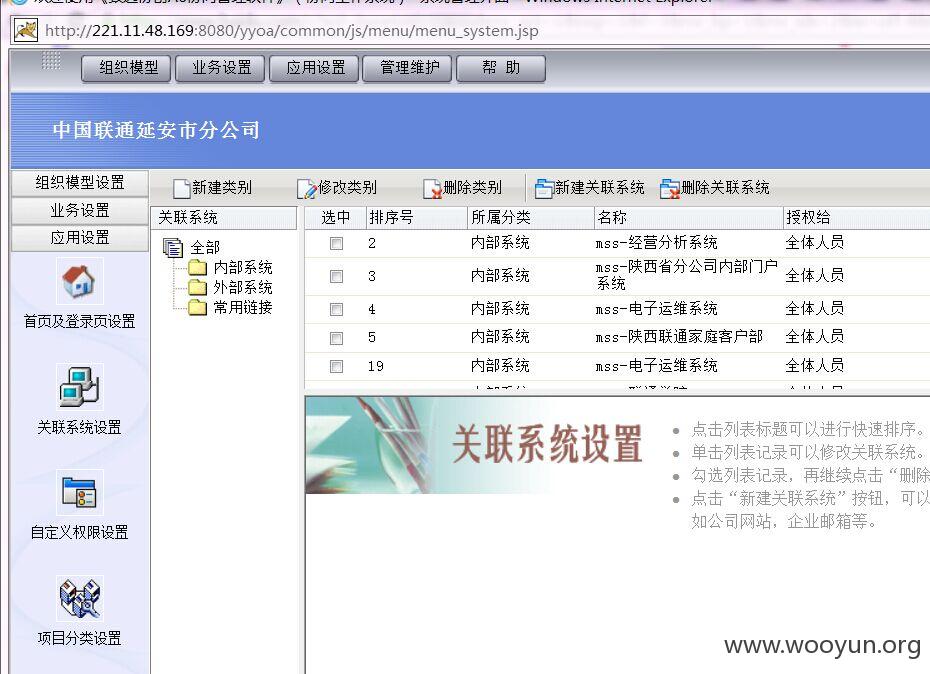 http://221.11.48.169:8080/yyoa/common/js/menu/menu_system.jsp
组织模型 业务设置 应用设置 管理维护 帮 助
中国联通延安市分公司
组织模型设置
业务设置
应用设置
首页及登录页设置
关联系统设置
自定义权限设置
项目分类设置
新建类别 修改类别 删除类别 新建关联系统 删除关联系统
关联系统
全部
内部系统
外部系统
常用链接
选中 排序号 所属分类 名称 授权给
2 内部系统 mss-经营分析系统 全体人员
3 内部系统 mss-陕西省分公司内部门户系统 全体人员
4 内部系统 mss-电子运维系统 全体人员
5 内部系统 mss-陕西联通家庭客户部 全体人员
19 内部系统 mss-电子运维系统 全体人员
关联系统设置
点击列表标题可以进行快速排序。
单击列表记录可以修改关联系统。
勾选列表记录，再继续点击“删除
点击“新建关联系统”按钮，可以
如公司网站，企业邮箱等。
www.wooyun.org